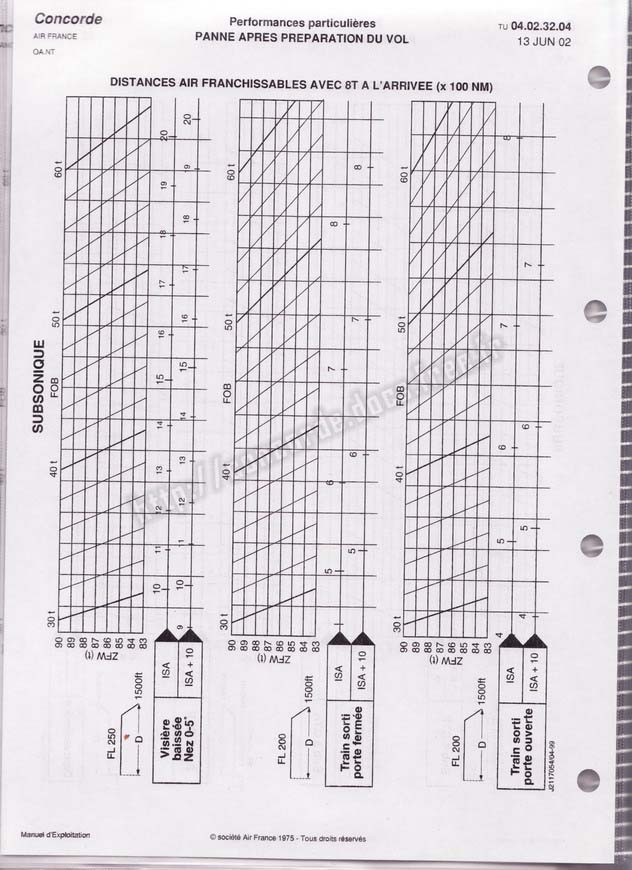 Concorde
AIR FRANCE
OA.NT
Performances particulières
PANNE APRES PREPARATION DU VOL
TU 04.02.32.04
13 JUN 02
DISTANCES AIR FRANCHISSABLES AVEC 8T A L'ARRIVEE (x 100 NM)
SUBSONIQUE
FOB
30 t
40 t
50 t
60 t
90
89
88
87
86
85
84
83
ZFW (t)
10
11
12
13
14
15
16
17
18
19
20
9
10
11
12
13
14
15
16
17
18
19
20
ISA
ISA + 10
FL 250
D
1500ft
Visière
baissée
Nez 0-5°
FOB
30 t
40 t
50 t
60 t
90
89
88
87
86
85
84
83
ZFW (t)
5
6
7
8
5
6
7
8
ISA
ISA + 10
FL 200
D
1500ft
Train sorti
porte fermée
FOB
30 t
40 t
50 t
60 t
90
89
88
87
86
85
84
83
ZFW (t)
4
5
6
7
8
4
5
6
7
ISA
ISA + 10
FL 200
D
1500ft
Train sorti
porte ouverte
J2117054/04-99
Manuel d'Exploitation
© société Air France 1975 - Tous droits réservés